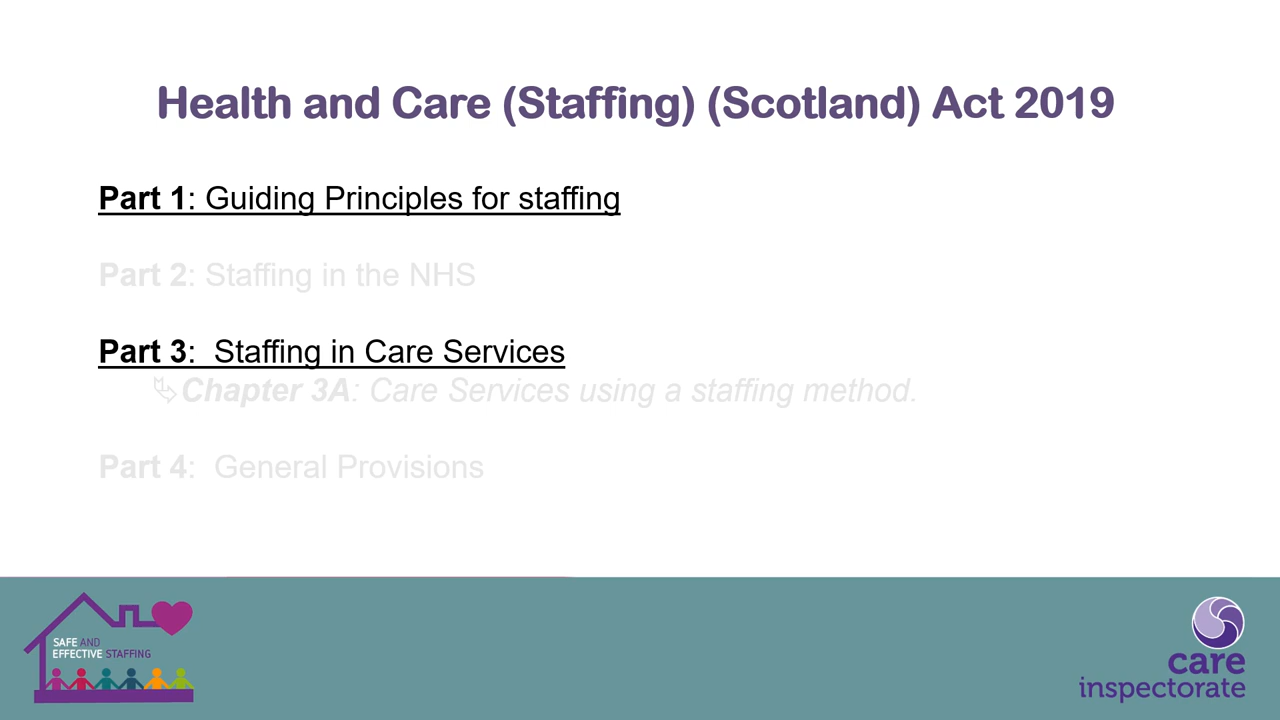 Health and Care (Staffing) (Scotland) Act 2019
Part 1: Guiding Principles for staffing
Part 2: Staffing in the NHS
Part 3:  Staffing in Care Services
Chapter 3A: Care Services using a staffing method.
Part 4:  General Provisions
SAFE AND
EFFECTIVE STAFFING
care
inspectorate